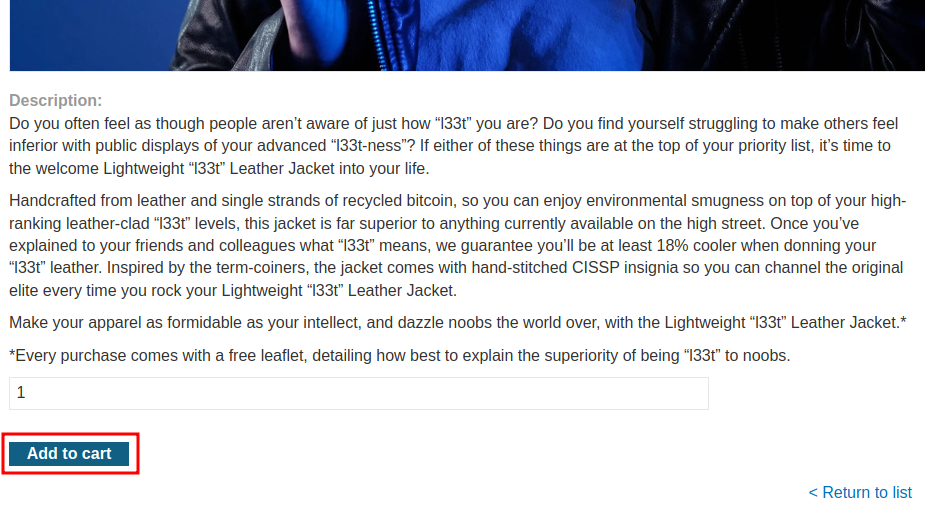 Description:
Do you often feel as though people aren’t aware of just how “l33t” you are? Do you find yourself struggling to make others feel
inferior with public displays of your advanced “l33t-ness”? If either of these things are at the top of your priority list, it’s time to
the welcome Lightweight “l33t” Leather Jacket into your life.
Handcrafted from leather and single strands of recycled bitcoin, so you can enjoy environmental smugness on top of your high-
ranking leather-clad “l33t” levels, this jacket is far superior to anything currently available on the high street. Once you’ve
explained to your friends and colleagues what “l33t” means, we guarantee you’ll be at least 18% cooler when donning your
“l33t” leather. Inspired by the term-coiners, the jacket comes with hand-stitched CISSP insignia so you can channel the original
elite every time you rock your Lightweight “l33t” Leather Jacket.
Make your apparel as formidable as your intellect, and dazzle noobs the world over, with the Lightweight “l33t” Leather Jacket.*
*Every purchase comes with a free leaflet, detailing how best to explain the superiority of being “l33t” to noobs.
1
Add to cart
< Return to list